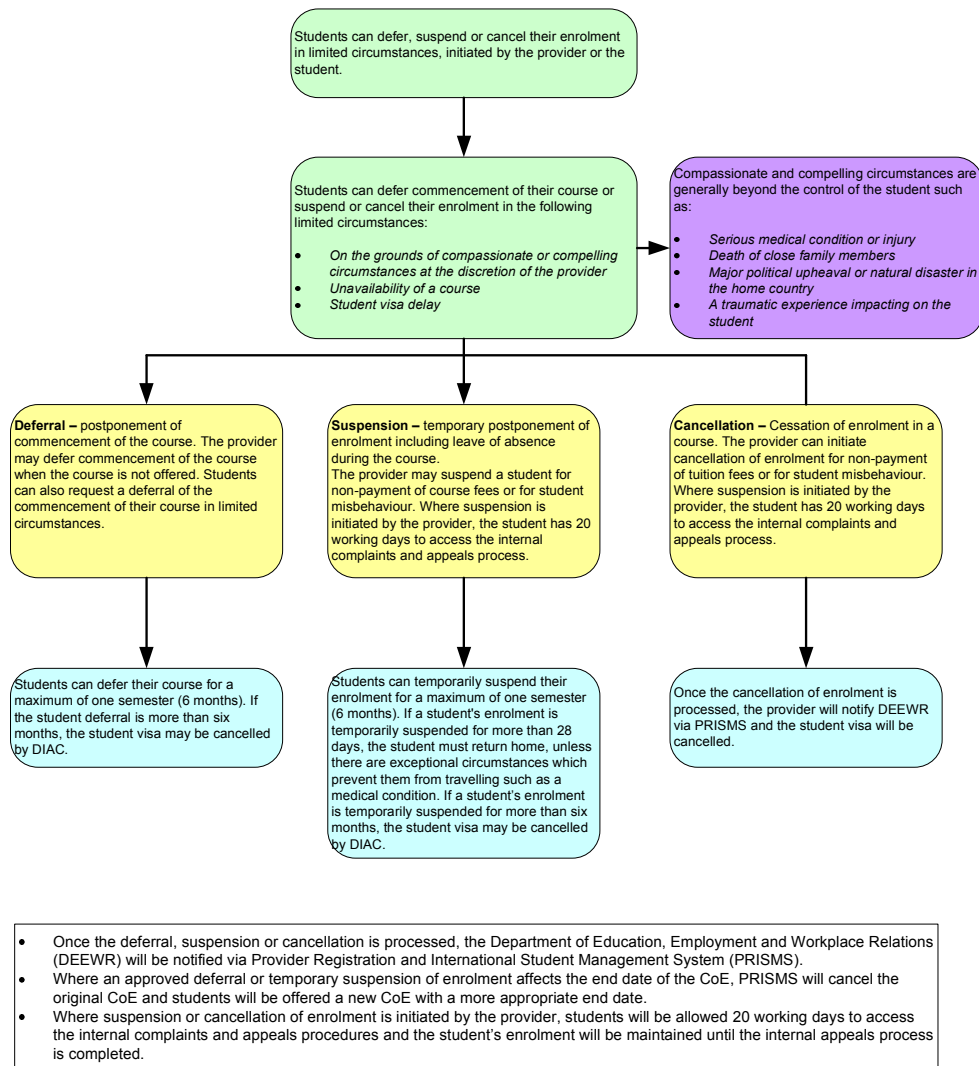 Students can defer, suspend or cancel their enrolment
in limited circumstances, initiated by the provider or the
student.
Students can defer commencement of their course or
suspend or cancel their enrolment in the following
limited circumstances:
• On the grounds of compassionate or compelling
circumstances at the discretion of the provider
• Unavailability of a course
• Student visa delay
Compassionate and compelling circumstances are
generally beyond the control of the student such
as:
• Serious medical condition or injury
• Death of close family members
• Major political upheaval or natural disaster in
the home country
• A traumatic experience impacting on the
student
Deferral – postponement of
commencement of the course. The provider
may defer commencement of the course
when the course is not offered. Students
can also request a deferral of the
commencement of their course in limited
circumstances.
Suspension – temporary postponement of
enrolment including leave of absence
during the course.
The provider may suspend a student for
non-payment of course fees or for student
misbehaviour. Where suspension is
initiated by the provider, the student has 20
working days to access the internal
complaints and appeals process.
Cancellation – Cessation of enrolment in a
course. The provider can initiate
cancellation of enrolment for non-payment
of tuition fees or for student misbehaviour.
Where suspension is initiated by the
provider, the student has 20 working days
to access the internal complaints and
appeals process.
Students can defer their course for a
maximum of one semester (6 months). If
the student deferral is more than six
months, the student visa may be cancelled
by DIAC.
Students can temporarily suspend their
enrolment for a maximum of one semester
(6 months). If a student's enrolment is
temporarily suspended for more than 28
days, the student must return home, unless
there are exceptional circumstances which
prevent them from travelling such as a
medical condition. If a student’s enrolment
is temporarily suspended for more than six
months, the student visa may be cancelled
by DIAC.
Once the cancellation of enrolment is
processed, the provider will notify DEEWR
via PRISMS and the student visa will be
cancelled.
• Once the deferral, suspension or cancellation is processed, the Department of Education, Employment and Workplace Relations
(DEEWR) will be notified via Provider Registration and International Student Management System (PRISMS).
• Where an approved deferral or temporary suspension of enrolment affects the end date of the CoE, PRISMS will cancel the
original CoE and students will be offered a new CoE with a more appropriate end date.
• Where suspension or cancellation of enrolment is initiated by the provider, students will be allowed 20 working days to access
the internal complaints and appeals procedures and the student’s enrolment will be maintained until the internal appeals process
is completed.